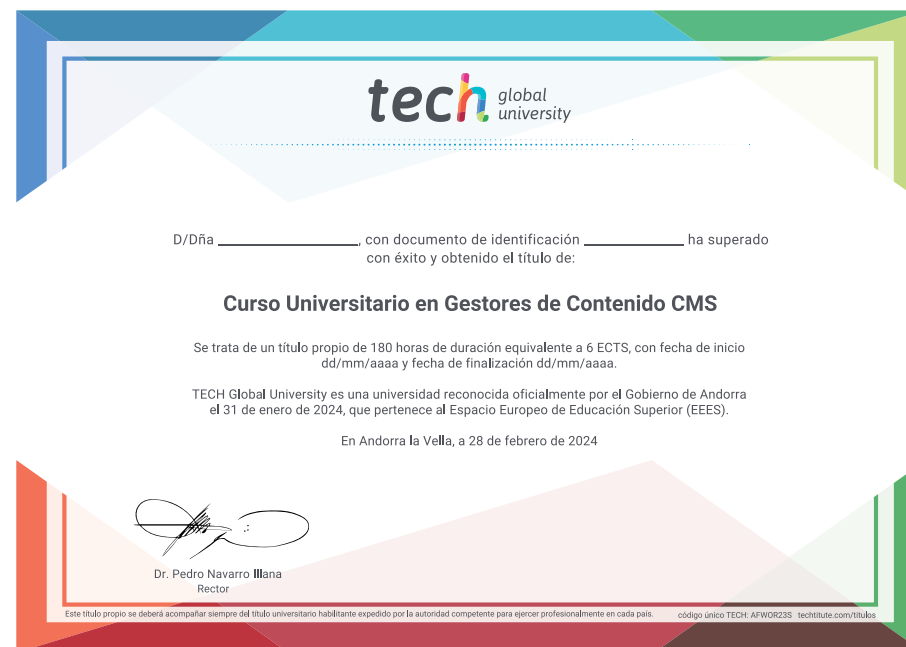 tech global university
D/Dña ____________________, con documento de identificación ______________ ha superado
con éxito y obtenido el título de:
Curso Universitario en Gestores de Contenido CMS
Se trata de un título propio de 180 horas de duración equivalente a 6 ECTS, con fecha de inicio
dd/mm/aaaa y fecha de finalización dd/mm/aaaa.
TECH Global University es una universidad reconocida oficialmente por el Gobierno de Andorra
el 31 de enero de 2024, que pertenece al Espacio Europeo de Educación Superior (EEES).
En Andorra la Vella, a 28 de febrero de 2024
Dr. Pedro Navarro Illana
Rector
Este título propio se deberá acompañar siempre del título universitario habilitante expedido por la autoridad competente para ejercer profesionalmente en cada país. código único TECH: AFWOR23S techtitute.com/titulos